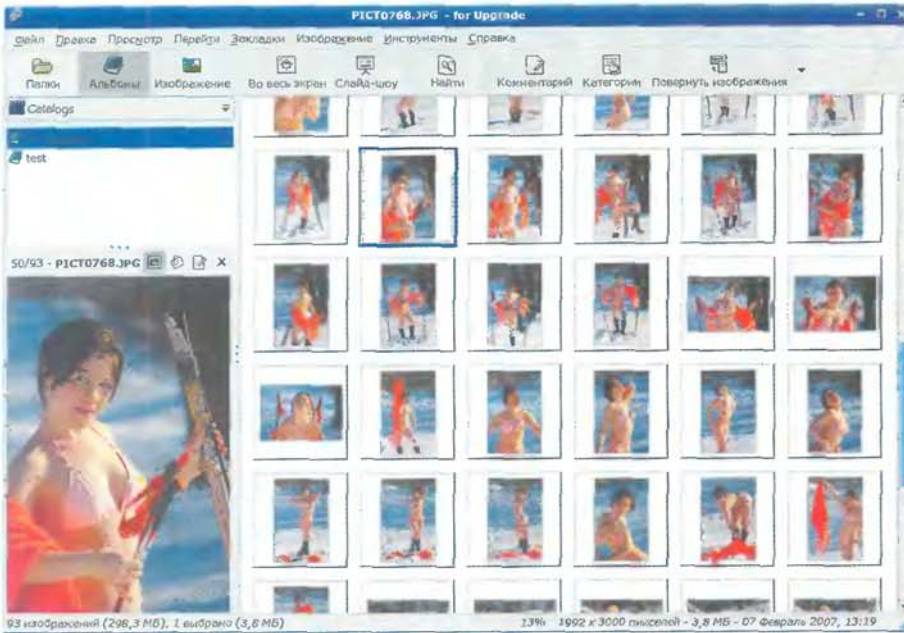 PICT0768.JPG - for Upgrade
Файл Правка Просмотр Перейти Закладки Изображение Инструменты Справка
Папки Альбомы Изображение Во весь экран Слайд-шоу Найти Комментарий Категории Повернуть изображения
Catalogs
test
50/93 - PICT0768.JPG
93 изображений (298,3 МБ), 1 выбрано (3,8 МБ) 13% 1992 x 3000 пикселей - 3,8 МБ - 07 Февраль 2007, 13:19